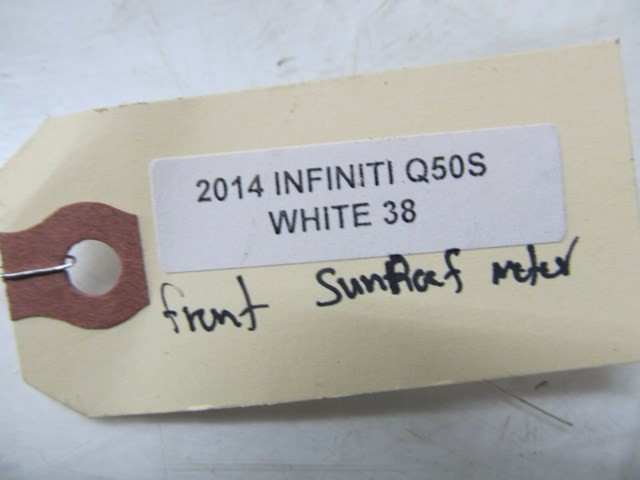 2014 INFINITI Q50S
WHITE 38
front SunRoof motor